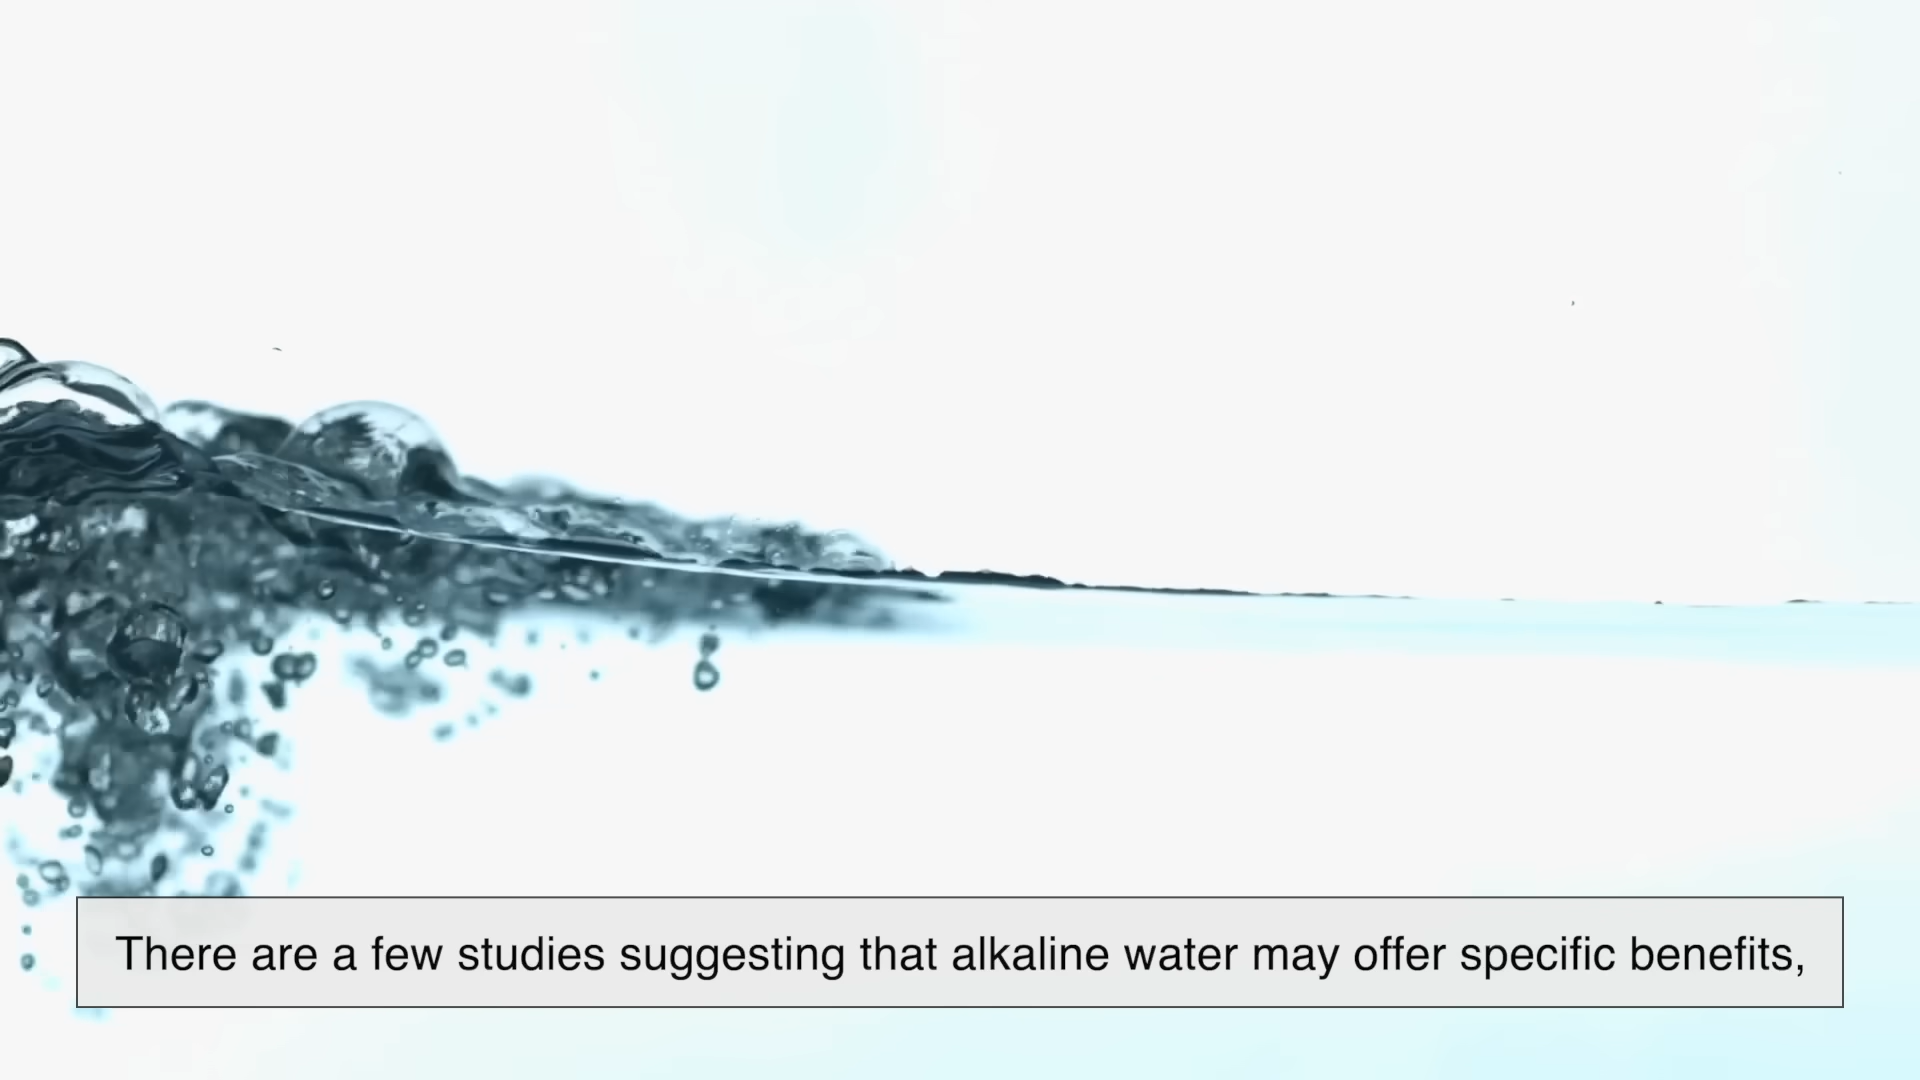 There are a few studies suggesting that alkaline water may offer specific benefits,